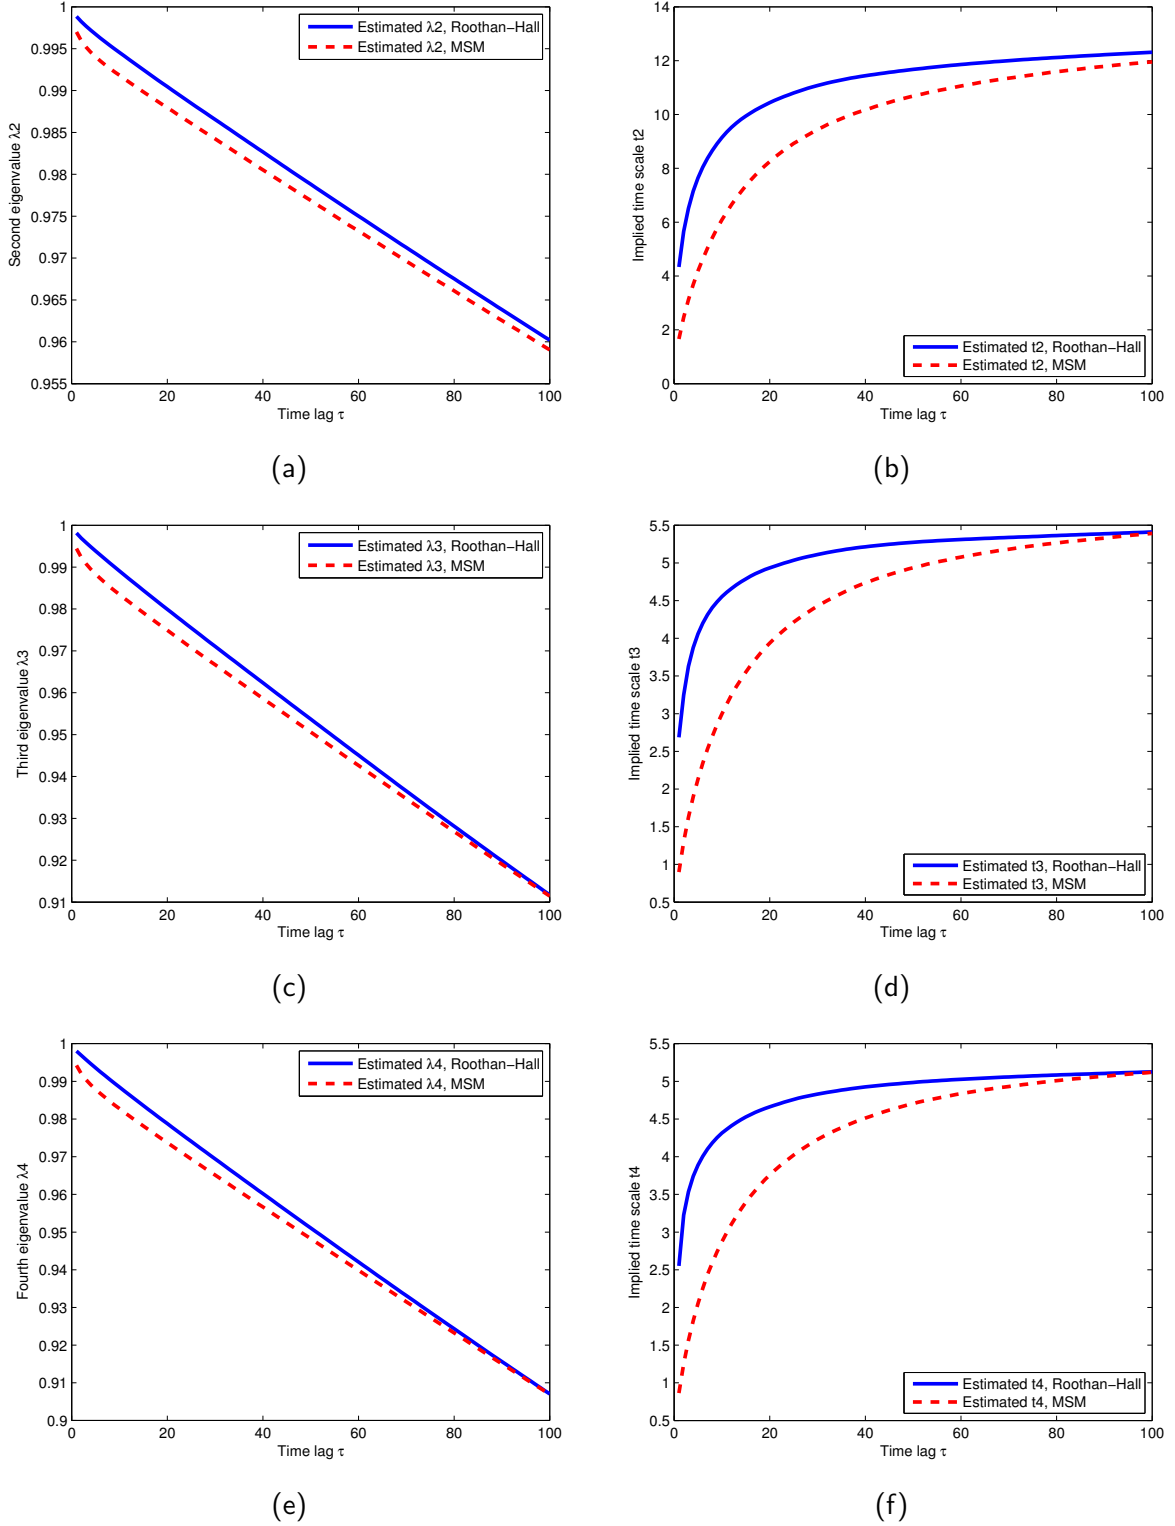 1
0.995
0.99
0.985
0.98
0.975
0.97
0.965
0.96
0.955
0 20 40 60 80 100
Second eigenvalue λ2
Time lag τ
Estimated λ2, Roothan−Hall
Estimated λ2, MSM
(a)
14
12
10
8
6
4
2
0
0 20 40 60 80 100
Implied time scale t2
Time lag τ
Estimated t2, Roothan−Hall
Estimated t2, MSM
(b)
1
0.99
0.98
0.97
0.96
0.95
0.94
0.93
0.92
0.91
0 20 40 60 80 100
Third eigenvalue λ3
Time lag τ
Estimated λ3, Roothan−Hall
Estimated λ3, MSM
(c)
5.5
5
4.5
4
3.5
3
2.5
2
1.5
1
0.5
0 20 40 60 80 100
Implied time scale t3
Time lag τ
Estimated t3, Roothan−Hall
Estimated t3, MSM
(d)
1
0.99
0.98
0.97
0.96
0.95
0.94
0.93
0.92
0.91
0.9
0 20 40 60 80 100
Fourth eigenvalue λ4
Time lag τ
Estimated λ4, Roothan−Hall
Estimated λ4, MSM
(e)
5.5
5
4.5
4
3.5
3
2.5
2
1.5
1
0.5
0 20 40 60 80 100
Implied time scale t4
Time lag τ
Estimated t4, Roothan−Hall
Estimated t4, MSM
(f)